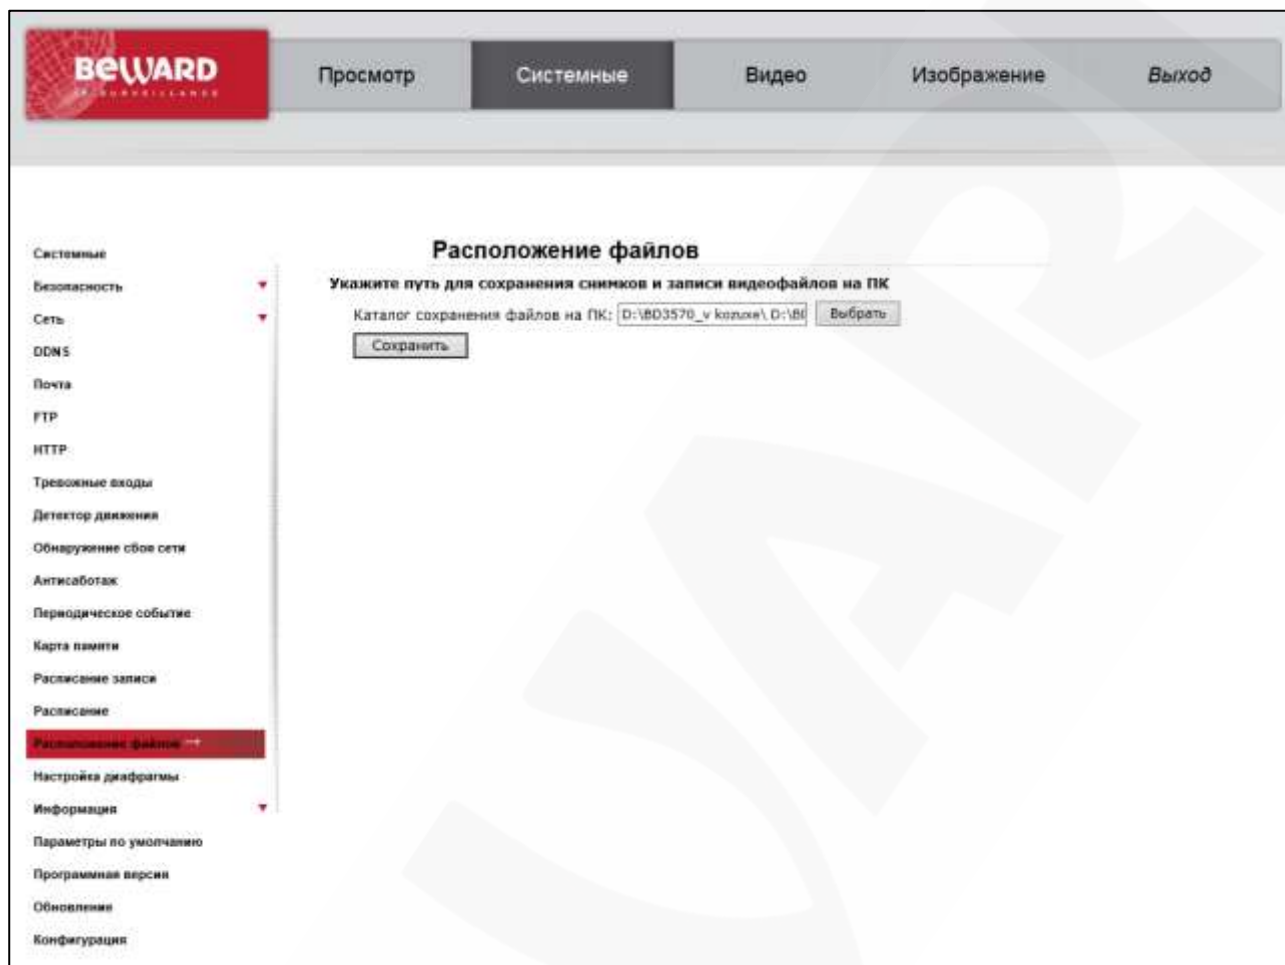 BEWARD
Просмотр
Системные
Видео
Изображение
Выход
Системные
Безопасность
Сеть
DDNS
Почта
FTP
HTTP
Тревожные входы
Детектор движения
Обнаружение сбоя сети
Антисаботаж
Периодическое событие
Карта памяти
Расписание записи
Расписание
Расположение файлов →
Настройка диафрагмы
Информация
Параметры по умолчанию
Программная версия
Обновление
Конфигурация
Расположение файлов
Укажите путь для сохранения снимков и записи видеофайлов на ПК
Каталог сохранения файлов на ПК: D:\BD3570_v kozuxe\ D:\ Выбрать
Сохранить